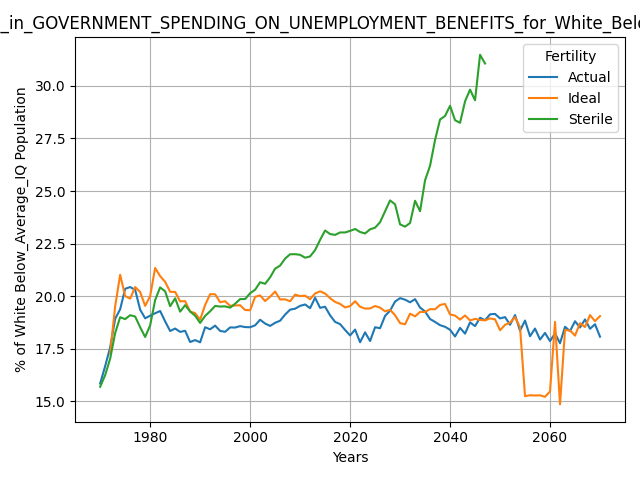 _in_GOVERNMENT_SPENDING_ON_UNEMPLOYMENT_BENEFITS_for_White_Belo
Fertility
Actual
Ideal
Sterile
% of White Below_Average_IQ Population
30.0
27.5
25.0
22.5
20.0
17.5
15.0
1980
2000
2020
2040
2060
Years